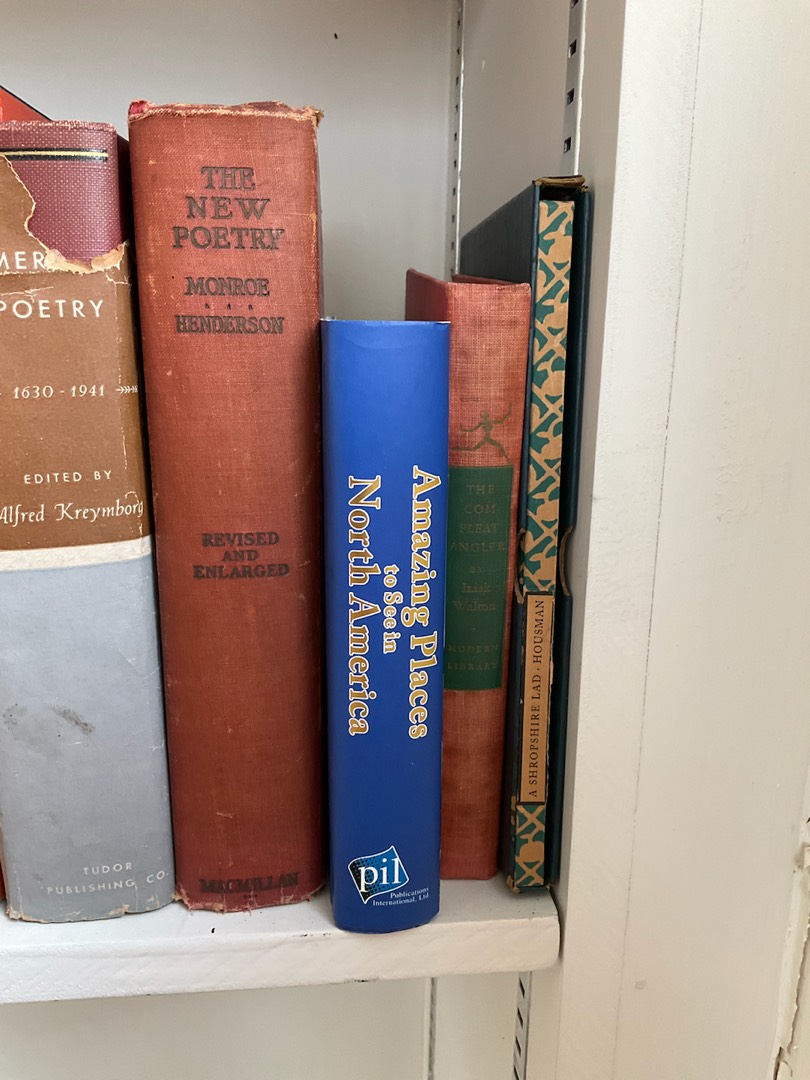 MER
POETRY
1630 - 1941
EDITED BY
Alfred Kreymborg
TUDOR
PUBLISHING CO
THE
NEW
POETRY
MONROE
HENDERSON
REVISED
AND
ENLARGED
MACMILLAN
Amazing Places
to See in
North America
pil
Publications
International, Ltd.
THE
COM
PLEAT
ANGLER
BY
Izaak
Walton
MODERN
LIBRARY
A SHROPSHIRE LAD · HOUSMAN